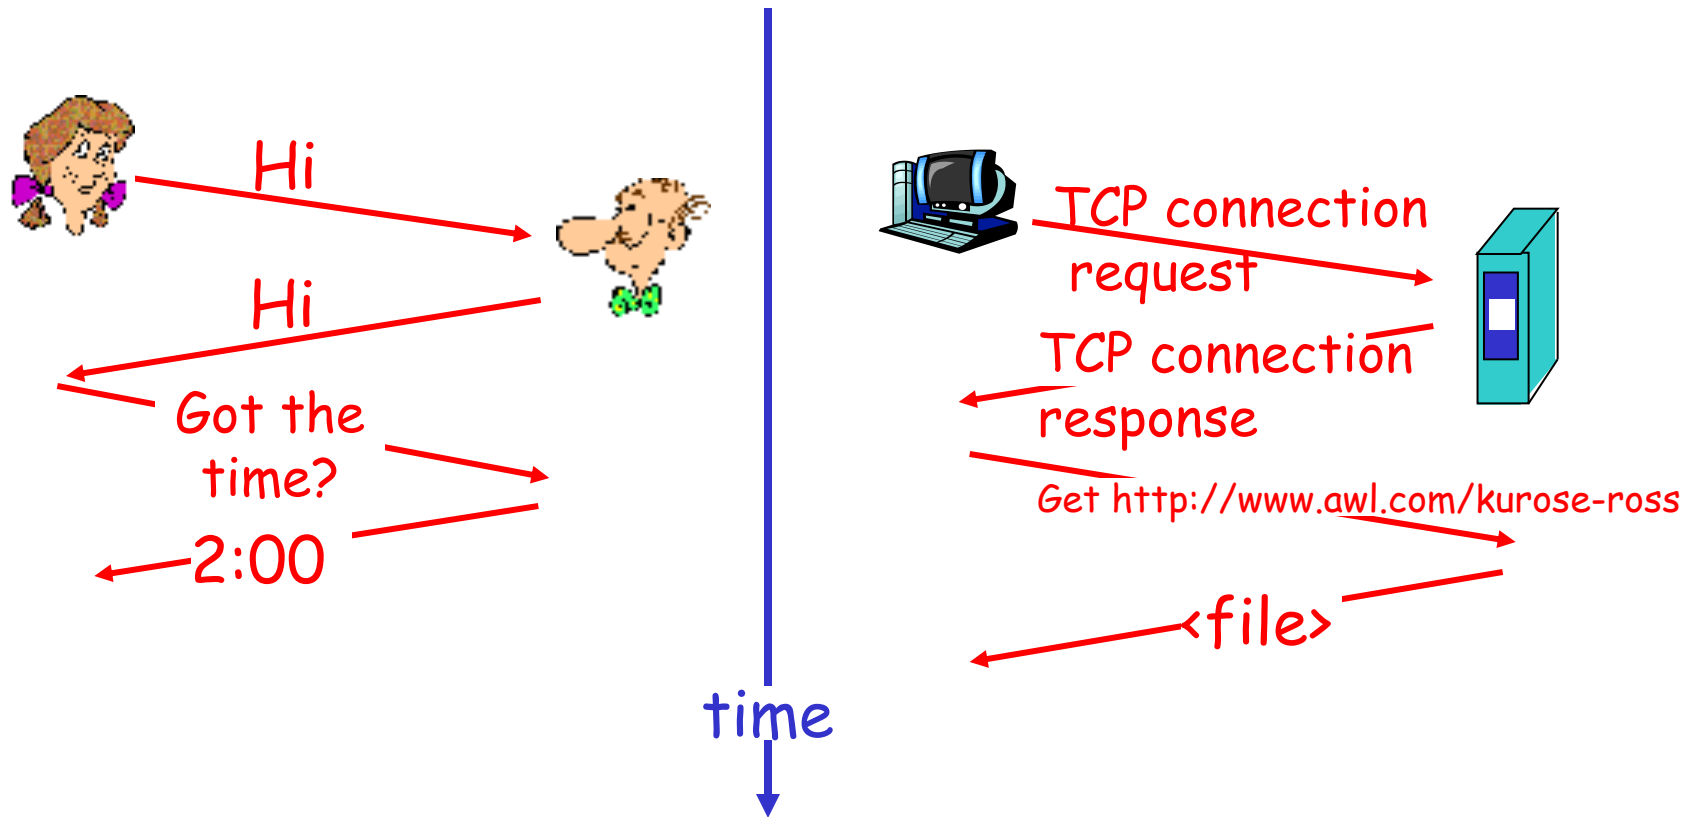 Hi
Hi
Got the
time?
2:00
time
TCP connection
request
TCP connection
response
Get http://www.awl.com/kurose-ross
<file>